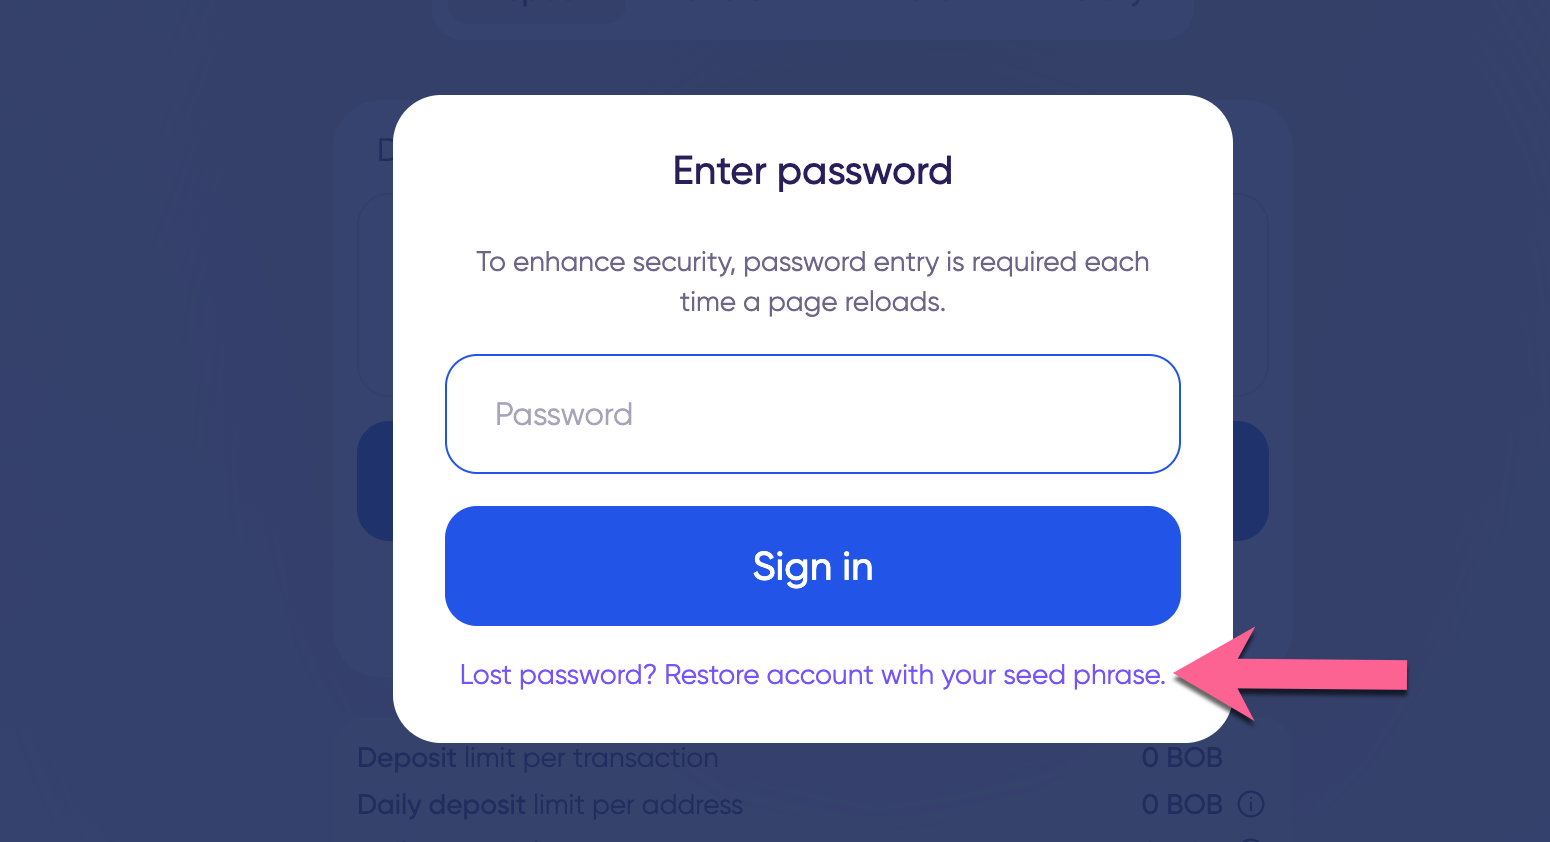 Enter password
To enhance security, password entry is required each
time a page reloads.
Password
Sign in
Lost password? Restore account with your seed phrase.
Deposit limit per transaction 0 BOB
Daily deposit limit per address 0 BOB